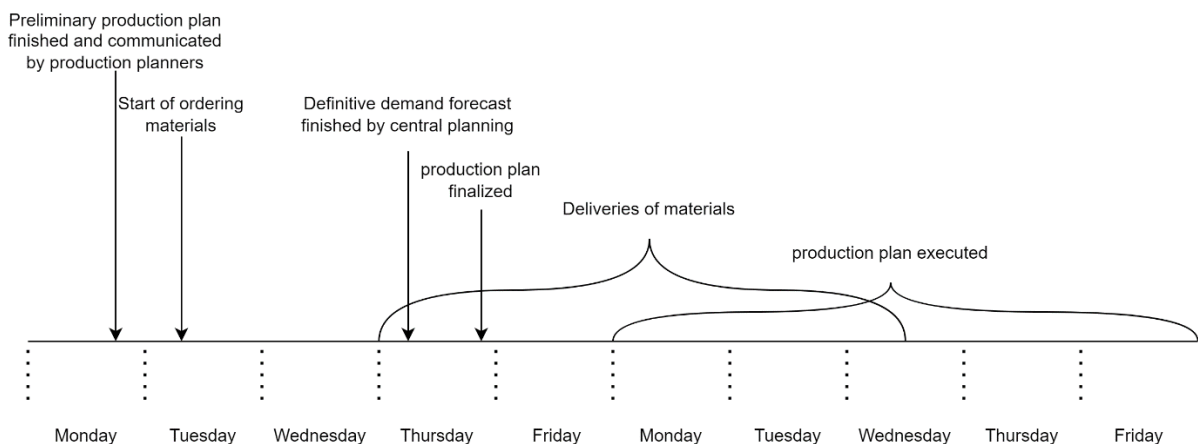 Preliminary production plan
finished and communicated
by production planners
Start of ordering
materials
Definitive demand forecast
finished by central planning
production plan
finalized
Deliveries of materials
production plan executed
Monday
Tuesday
Wednesday
Thursday
Friday
Monday
Tuesday
Wednesday
Thursday
Friday